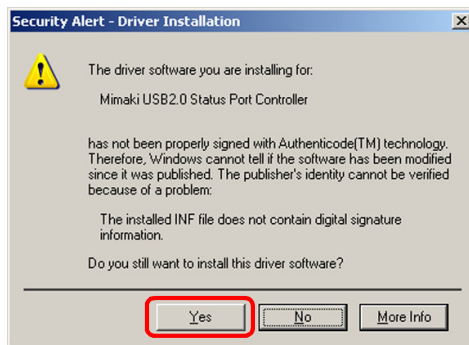 Security Alert - Driver Installation
The driver software you are installing for:
Mimaki USB2.0 Status Port Controller
has not been properly signed with Authenticode(TM) technology.
Therefore, Windows cannot tell if the software has been modified
since it was published. The publisher's identity cannot be verified
because of a problem:
The installed INF file does not contain digital signature
information.
Do you still want to install this driver software?
Yes No More Info